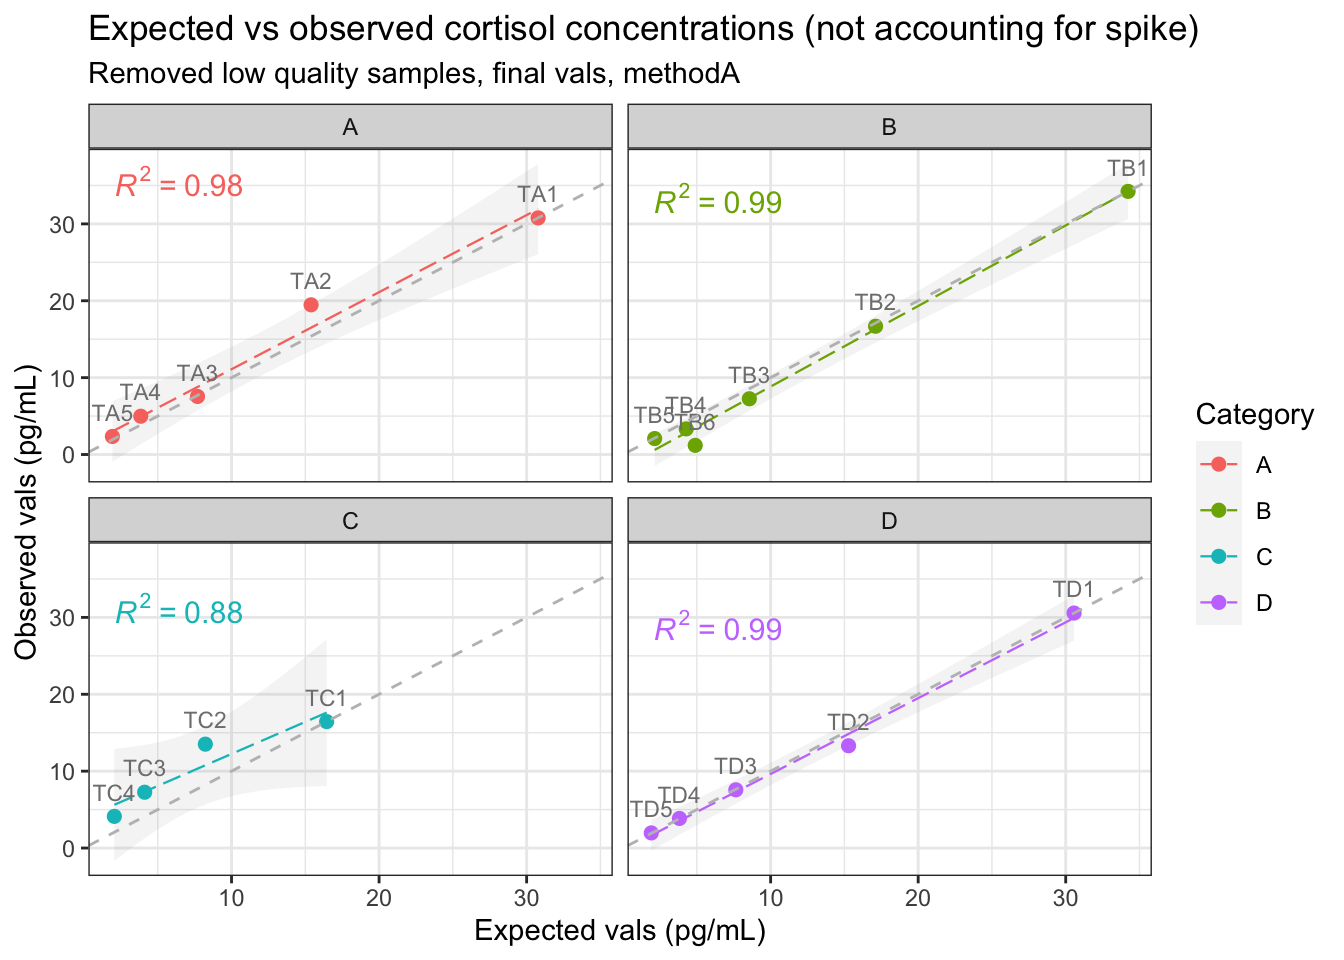 Expected vs observed cortisol concentrations (not accounting for spike)
Removed low quality samples, final vals, methodA
A
B
R² = 0.98
TA1
TA2
TA3
TA4
TA5
R² = 0.99
TB1
TB2
TB3
TB4
TB5
TB6
30
20
10
0
C
D
R² = 0.88
TC1
TC2
TC3
TC4
R² = 0.99
TD1
TD2
TD3
TD4
TD5
30
20
10
0
10
20
30
10
20
30
Expected vals (pg/mL)
Observed vals (pg/mL)
Category
A
B
C
D